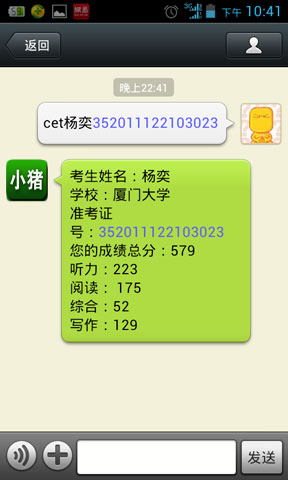 3G
下午 10:41
返回
晚上22:41
cet杨奕352011122103023
小猪
考生姓名：杨奕
学校：厦门大学
准考证
号：352011122103023
您的成绩总分：579
听力：223
阅读： 175
综合：52
写作：129
发送